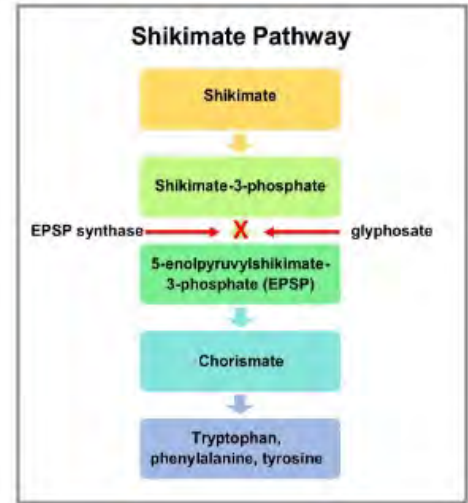 Shikimate Pathway
Shikimate
Shikimate-3-phosphate
EPSP synthase X glyphosate
5-enolpyruvylshikimate-
3-phosphate (EPSP)
Chorismate
Tryptophan,
phenylalanine, tyrosine